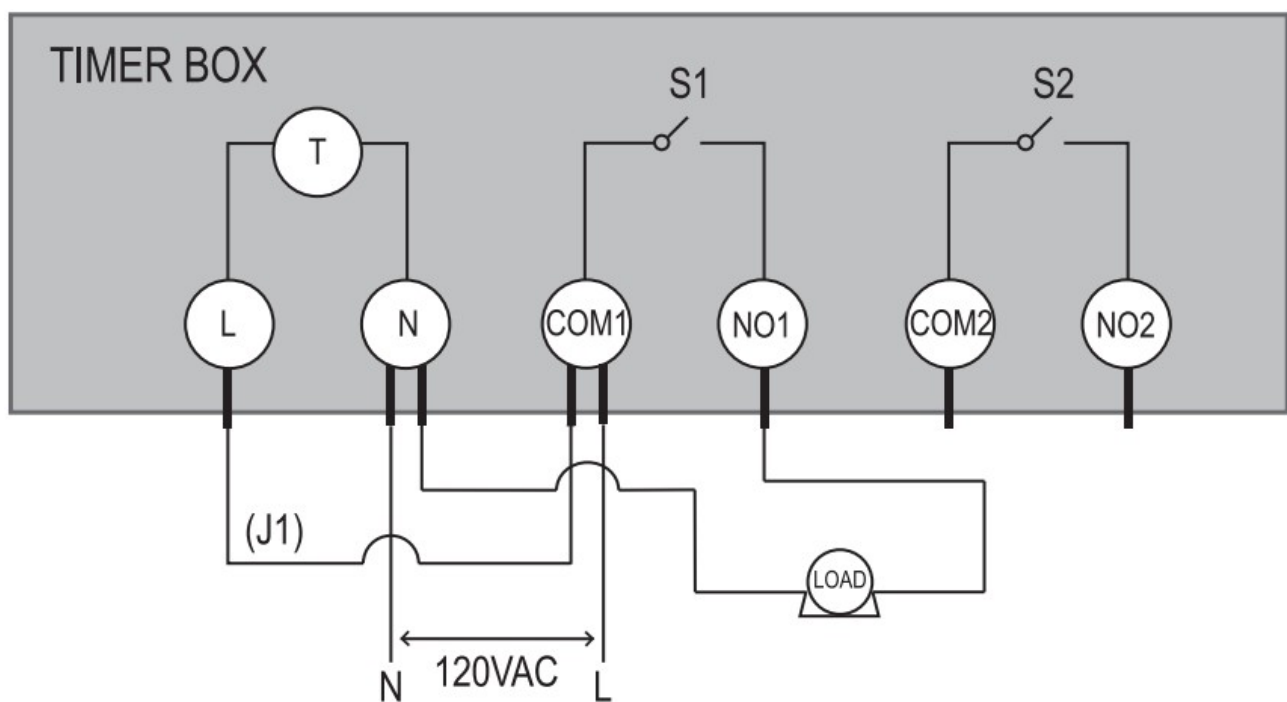 TIMER BOX
S1
S2
T
L
N
COM1
NO1
COM2
NO2
(J1)
LOAD
120VAC
N
L